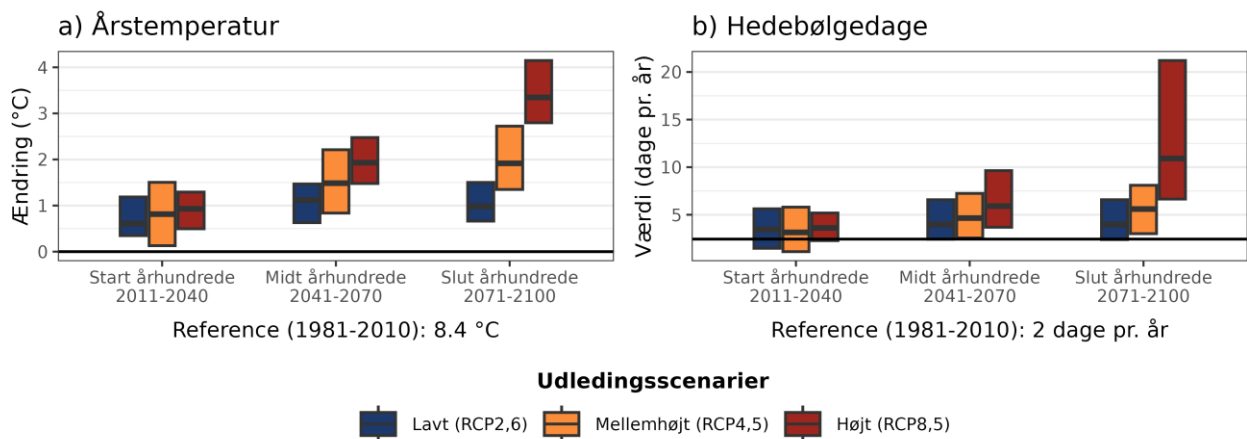 a) Årstemperatur
b) Hedebølgedage
Ændring (°C)
4
3
2
1
0
Start århundrede
2011-2040
Midt århundrede
2041-2070
Slut århundrede
2071-2100
Reference (1981-2010): 8.4 °C
Værdi (dage pr. år)
20
15
10
5
Start århundrede
2011-2040
Midt århundrede
2041-2070
Slut århundrede
2071-2100
Reference (1981-2010): 2 dage pr. år
Udledingsscenarier
Lavt (RCP2,6)
Mellemhøjt (RCP4,5)
Højt (RCP8,5)